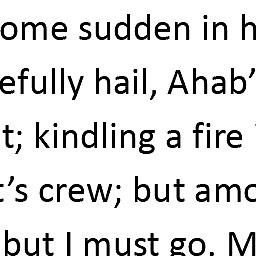 ome sudden in h
efully hail, Ahab’
t; kindling a fire
t’s crew; but amo
but I must go. M